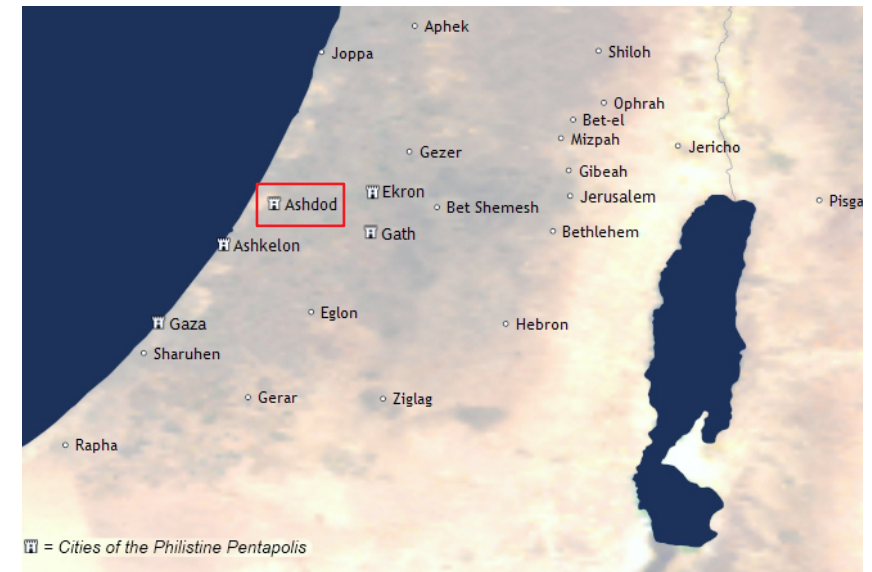 Aphek
Joppa
Shiloh
Ophrah
Bet-el
Mizpah
Jericho
Gezer
Gibeah
Ekron
Jerusalem
Ashdod
Bet Shemesh
Pisga
Gath
Bethlehem
Ashkelon
Eglon
Gaza
Hebron
Sharuhen
Gerar
Ziglag
Rapha
= Cities of the Philistine Pentapolis